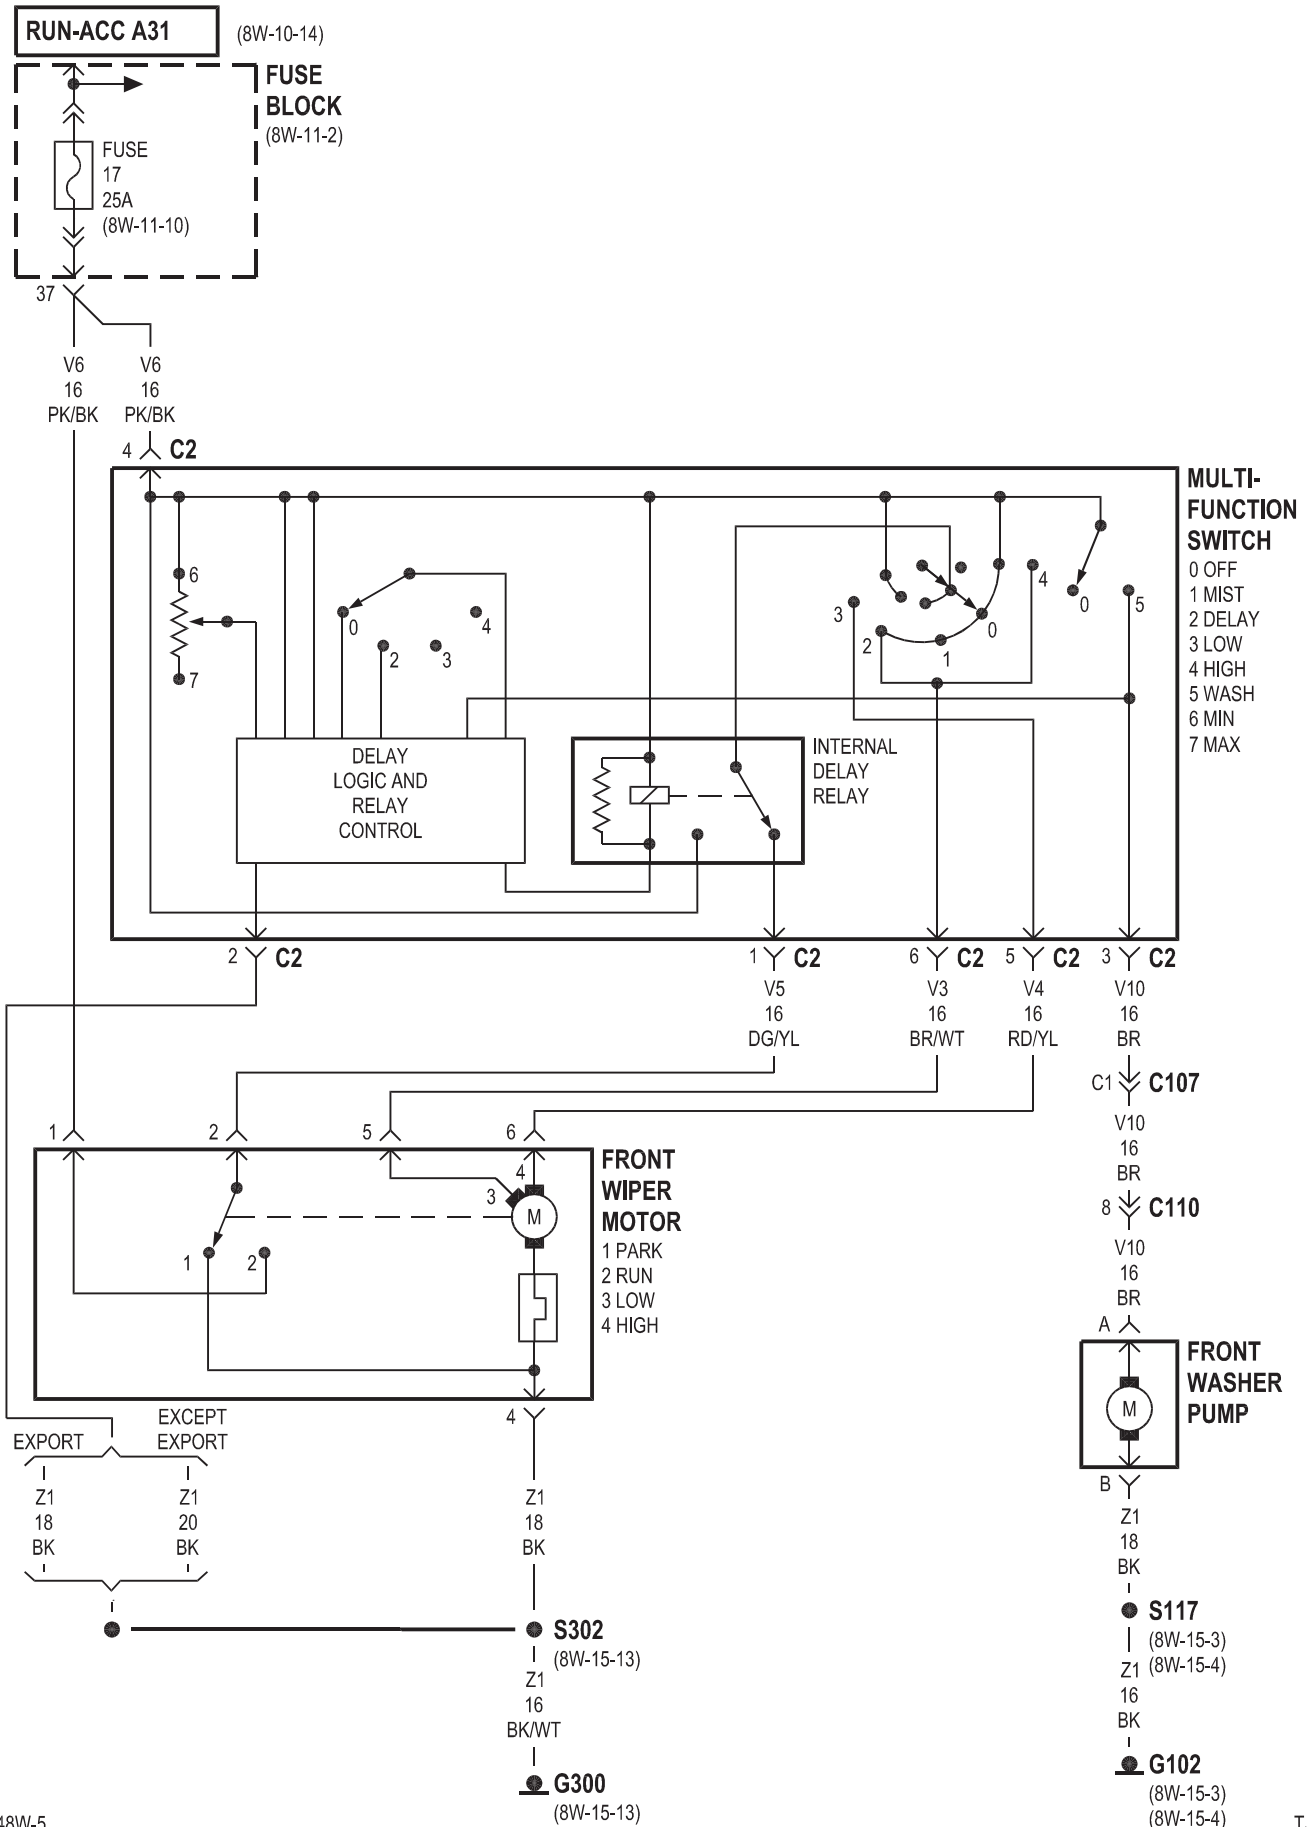 RUN-ACC A31
(8W-10-14)
FUSE
BLOCK
(8W-11-2)
FUSE
17
25A
(8W-11-10)
37
V6
16
PK/BK
V6
16
PK/BK
4
C2
MULTI-
FUNCTION
SWITCH
0 OFF
1 MIST
2 DELAY
3 LOW
4 HIGH
5 WASH
6 MIN
7 MAX
6
7
0
2
3
4
3
2
1
0
4
0
5
DELAY
LOGIC AND
RELAY
CONTROL
INTERNAL
DELAY
RELAY
2
C2
1
C2
6
C2
5
C2
3
C2
V5
16
DG/YL
V3
16
BR/WT
V4
16
RD/YL
V10
16
BR
C1
C107
V10
16
BR
8
C110
V10
16
BR
A
1
2
5
6
FRONT
WIPER
MOTOR
1 PARK
2 RUN
3 LOW
4 HIGH
4
3
M
1
2
4
FRONT
WASHER
PUMP
M
B
EXPORT
EXCEPT
EXPORT
Z1
18
BK
Z1
20
BK
Z1
18
BK
Z1
18
BK
S302
(8W-15-13)
Z1
16
BK/WT
G300
(8W-15-13)
S117
(8W-15-3)
(8W-15-4)
Z1
16
BK
G102
(8W-15-3)
(8W-15-4)
48W-5